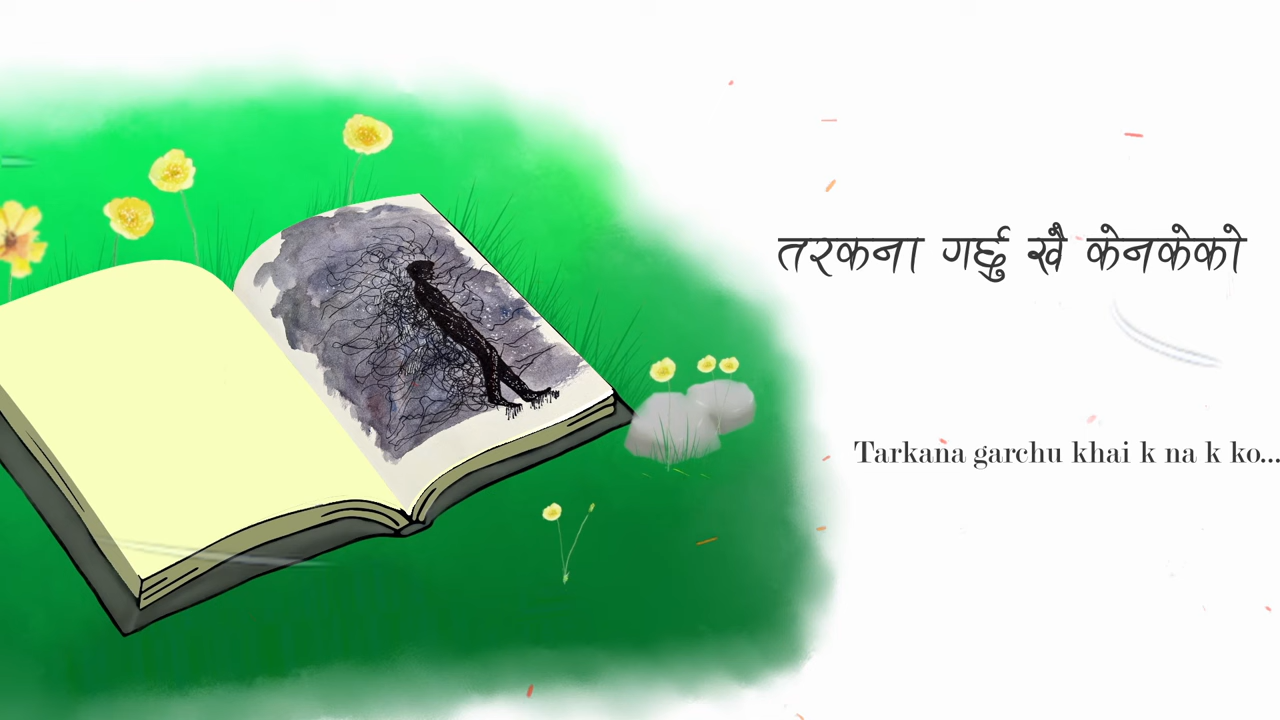 तरकना गर्छु खै केनकेको
Tarkana garchu khai k na k ko...